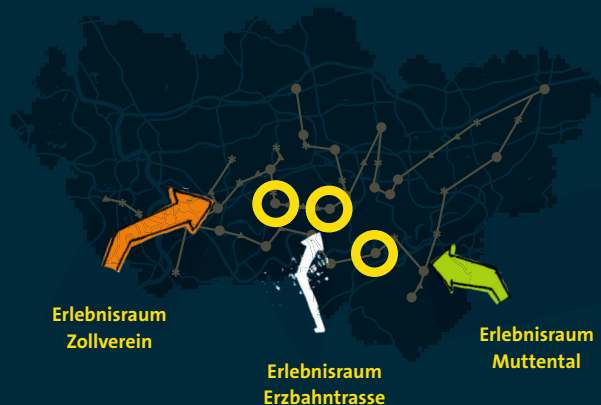 Erlebnisraum
Zollverein
Erlebnisraum
Erzbahntrasse
Erlebnisraum
Muttental